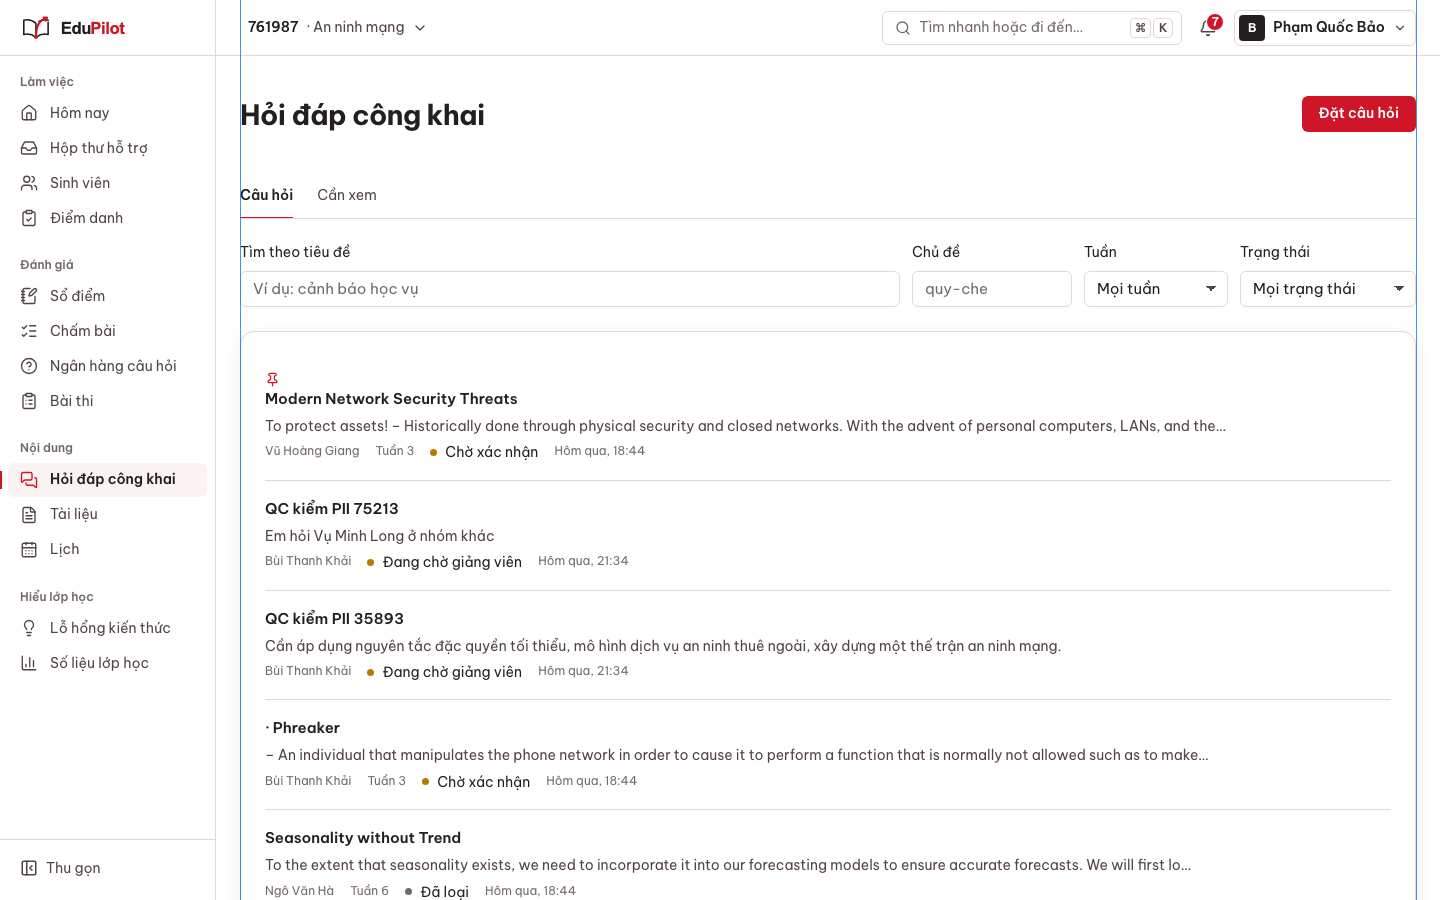 EduPilot
761987 · An ninh mạng
Tìm nhanh hoặc đi đến...
⌘ K
7
B Phạm Quốc Bảo
Làm việc
Hôm nay
Hộp thư hỗ trợ
Sinh viên
Điểm danh
Đánh giá
Sổ điểm
Chấm bài
Ngân hàng câu hỏi
Bài thi
Nội dung
Hỏi đáp công khai
Tài liệu
Lịch
Hiểu lớp học
Lỗ hổng kiến thức
Số liệu lớp học
Thu gọn
Hỏi đáp công khai
Đặt câu hỏi
Câu hỏi Cần xem
Tìm theo tiêu đề Chủ đề Tuần Trạng thái
Ví dụ: cảnh báo học vụ quy-che Mọi tuần Mọi trạng thái
Modern Network Security Threats
To protect assets! – Historically done through physical security and closed networks. With the advent of personal computers, LANs, and the...
Vũ Hoàng Giang Tuần 3 Chờ xác nhận Hôm qua, 18:44
QC kiểm PII 75213
Em hỏi Vụ Minh Long ở nhóm khác
Bùi Thanh Khải Đang chờ giảng viên Hôm qua, 21:34
QC kiểm PII 35893
Cần áp dụng nguyên tắc đặc quyền tối thiểu, mô hình dịch vụ an ninh thuê ngoài, xây dựng một thế trận an ninh mạng.
Bùi Thanh Khải Đang chờ giảng viên Hôm qua, 21:34
· Phreaker
– An individual that manipulates the phone network in order to cause it to perform a function that is normally not allowed such as to make...
Bùi Thanh Khải Tuần 3 Chờ xác nhận Hôm qua, 18:44
Seasonality without Trend
To the extent that seasonality exists, we need to incorporate it into our forecasting models to ensure accurate forecasts. We will first lo...
Ngô Văn Hà Tuần 6 Đã loại Hôm qua, 18:44